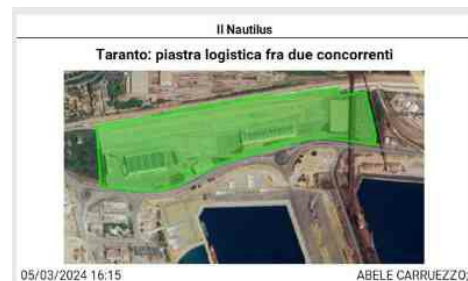 Il Nautilus
Taranto: piastra logistica fra due concorrenti
05/03/2024 16:15
ABELE CARRUEZZO;